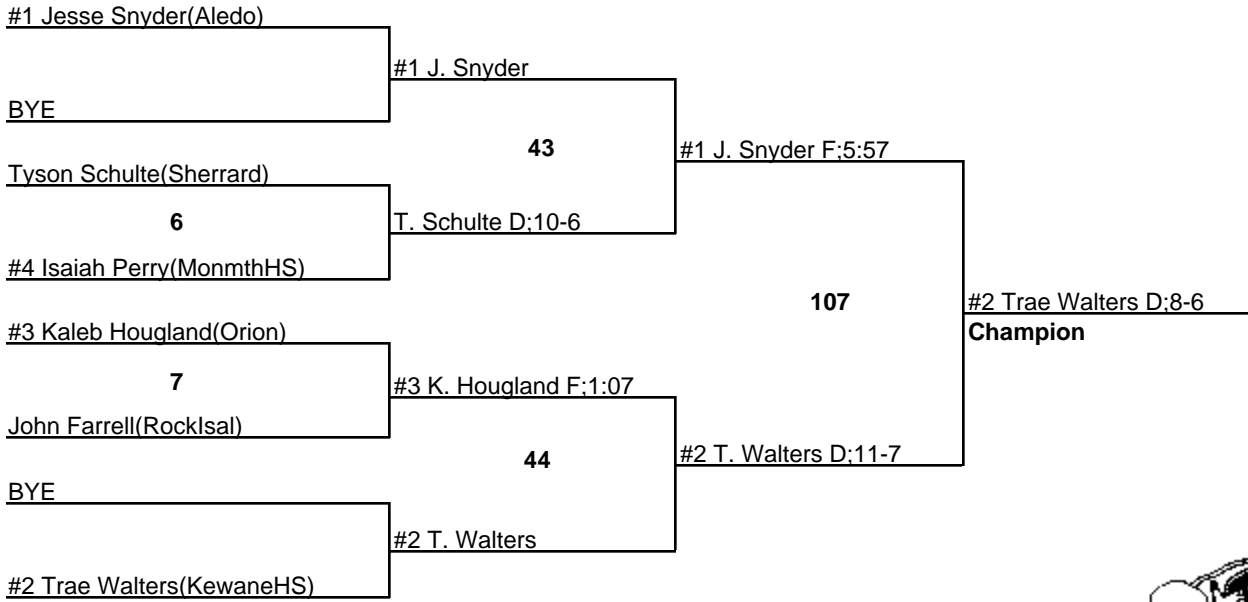 #1 Jesse Snyder(Aledo)
#1 J. Snyder
BYE
43
#1 J. Snyder F;5:57
Tyson Schulte(Sherrard)
6
T. Schulte D;10-6
#4 Isaiah Perry(MonmthHS)
107
#2 Trae Walters D;8-6
Champion
#3 Kaleb Hougland(Orion)
7
#3 K. Hougland F;1:07
John Farrell(RockIsal)
44
#2 T. Walters D;11-7
BYE
#2 T. Walters
#2 Trae Walters(KewaneHS)